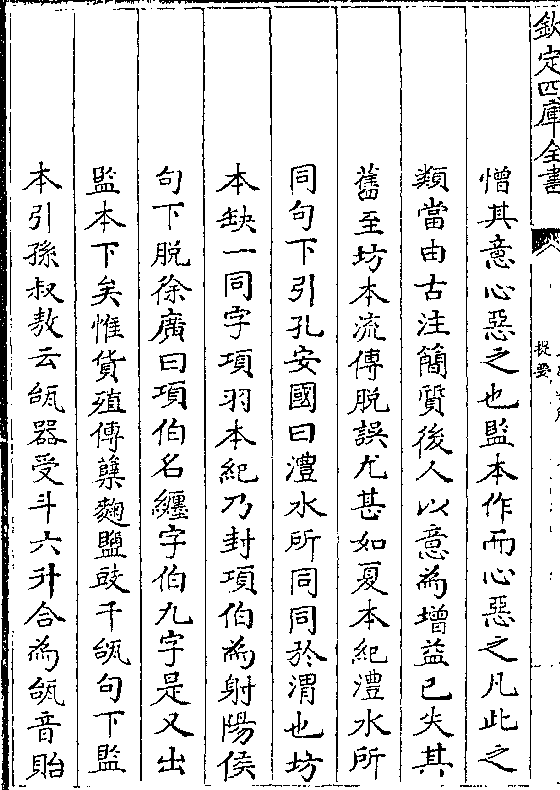 欽定四庫全書
提要
憎其意心惡之也監本作而心惡之凡此之
類當由古注簡質後人以意為增益已失其
舊至坊本流傳脱誤尤甚如夏本紀澧水所
同句下引孔安國曰澧水所同同於渭也坊
本缺一同字項羽本紀乃封項伯為射陽侯
句下脱徐廣曰項伯名纒字伯九字是又出
監本下矣惟貨殖傳糵麴鹽豉千瓵句下監
本引孫叔敖云瓵器受斗六升合為瓵音貽